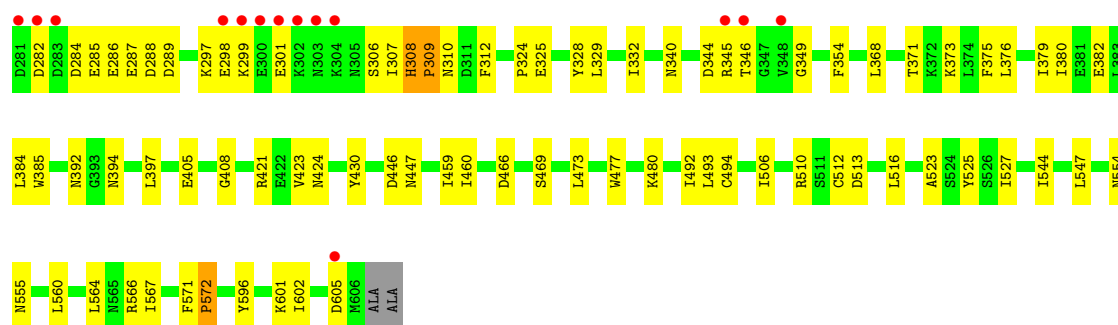 D281 D282 D283 D284 E285 E286 E287 D288 D289 K297 E298 K299 E300 E301 K302 N303 K304 N305 S306 I307 H308 P309 N310 D311 F312 P324 E325 Y328 L329 I332 N340 D344 R345 T346 G347 V348 G349 F354 L368 T371 K372 K373 L374 F375 L376 I379 I380 E381 E382 L383
L384 W385 N392 G393 N394 L397 E405 G408 R421 E422 V423 N424 Y430 D446 N447 I459 I460 D466 S469 L473 W477 K480 I492 L493 C494 I506 R510 S511 C512 D513 L516 A523 S524 Y525 S526 I527 I544 L547 N554
N555 L560 L564 N565 R566 I567 F571 P572 Y596 K601 I602 D605 M606 ALA ALA